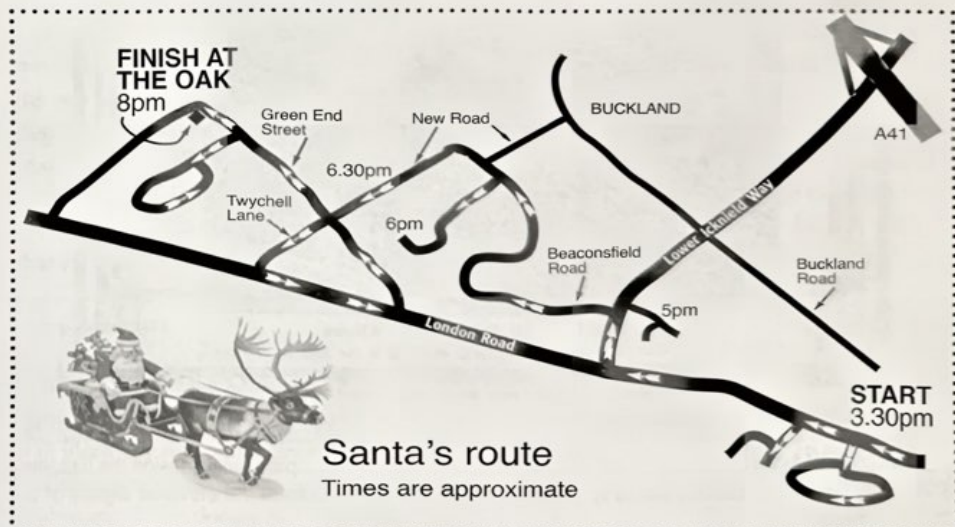 FINISH AT
THE OAK
8pm
Green End
Street
New Road
BUCKLAND
A41
6.30pm
Twychell
Lane
6pm
Lower Icknield Way
Beaconsfield
Road
Buckland
Road
5pm
London Road
START
3.30pm
Santa's route
Times are approximate